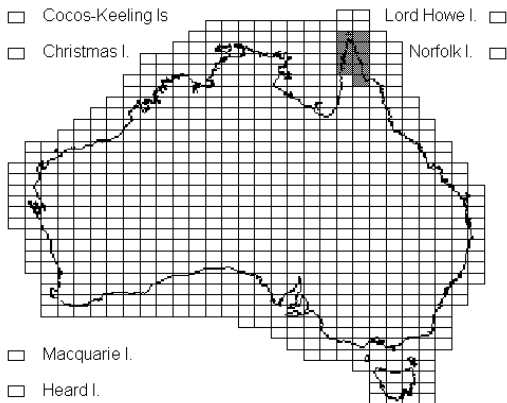 Cocos-Keeling Is
Lord Howe I.
Christmas I.
Norfolk I.
Macquarie I.
Heard I.